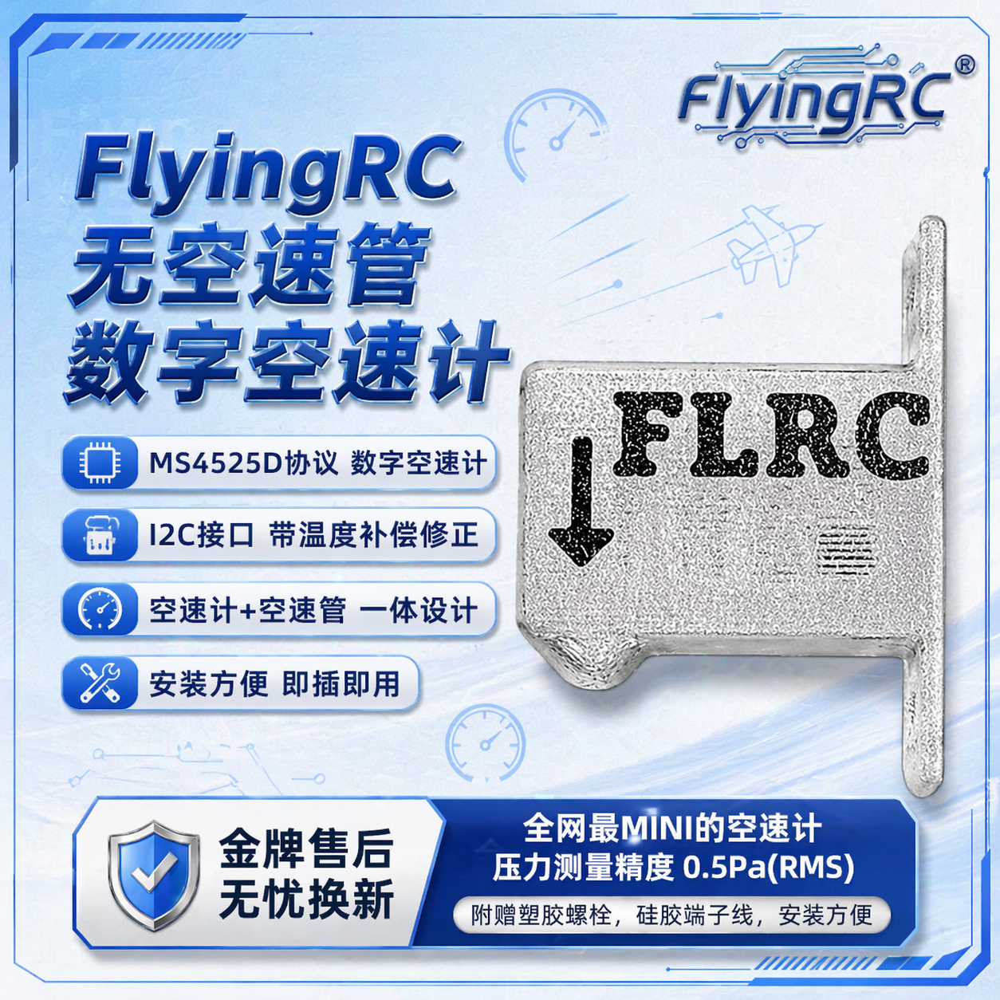 FlyingRC®
FlyingRC
无空速管
数字空速计
FLRC
MS4525D协议 数字空速计
I2C接口 带温度补偿修正
空速计+空速管 一体设计
安装方便 即插即用
金牌售后
无忧换新
全网最MINI的空速计
压力测量精度 0.5Pa(RMS)
附赠塑胶螺栓，硅胶端子线，安装方便